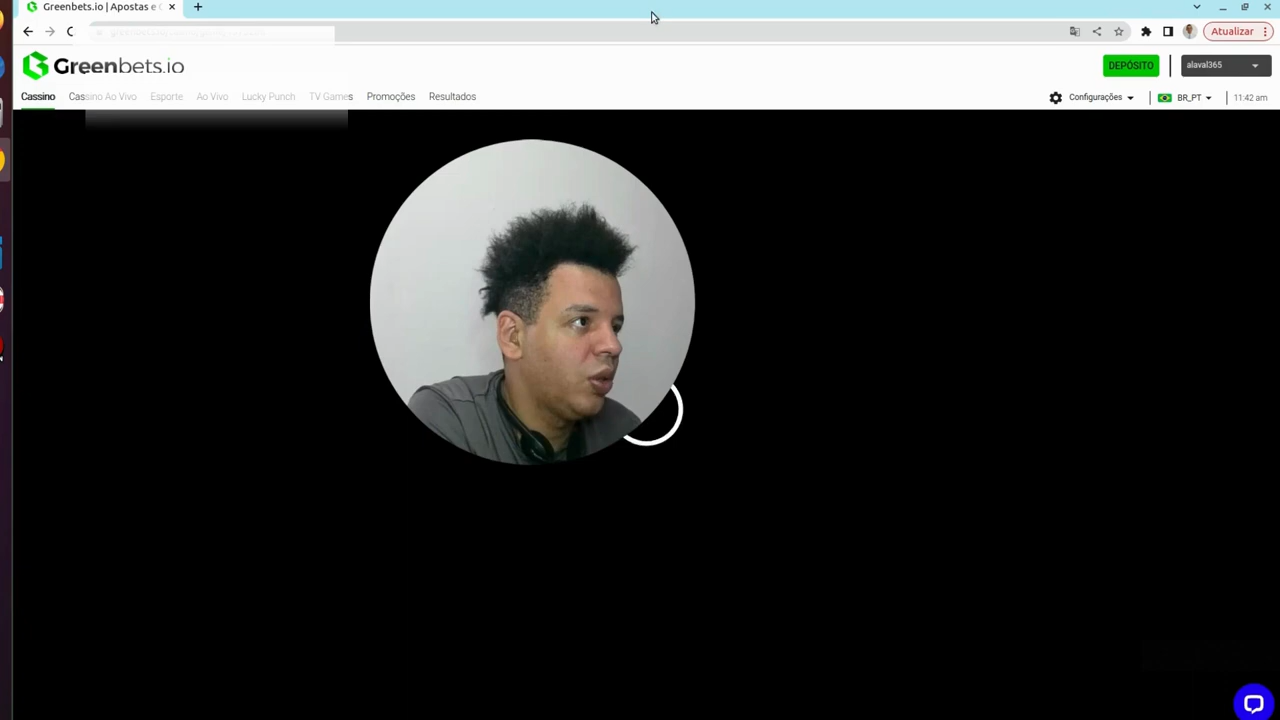 Greenbets.io | Apostas e
Atualizar
Greenbets.io
DEPÓSITO
alaval365
Cassino Cassino Ao Vivo Esporte Ao Vivo Lucky Punch TV Games Promoções Resultados
Configurações BR_PT 11:42 am